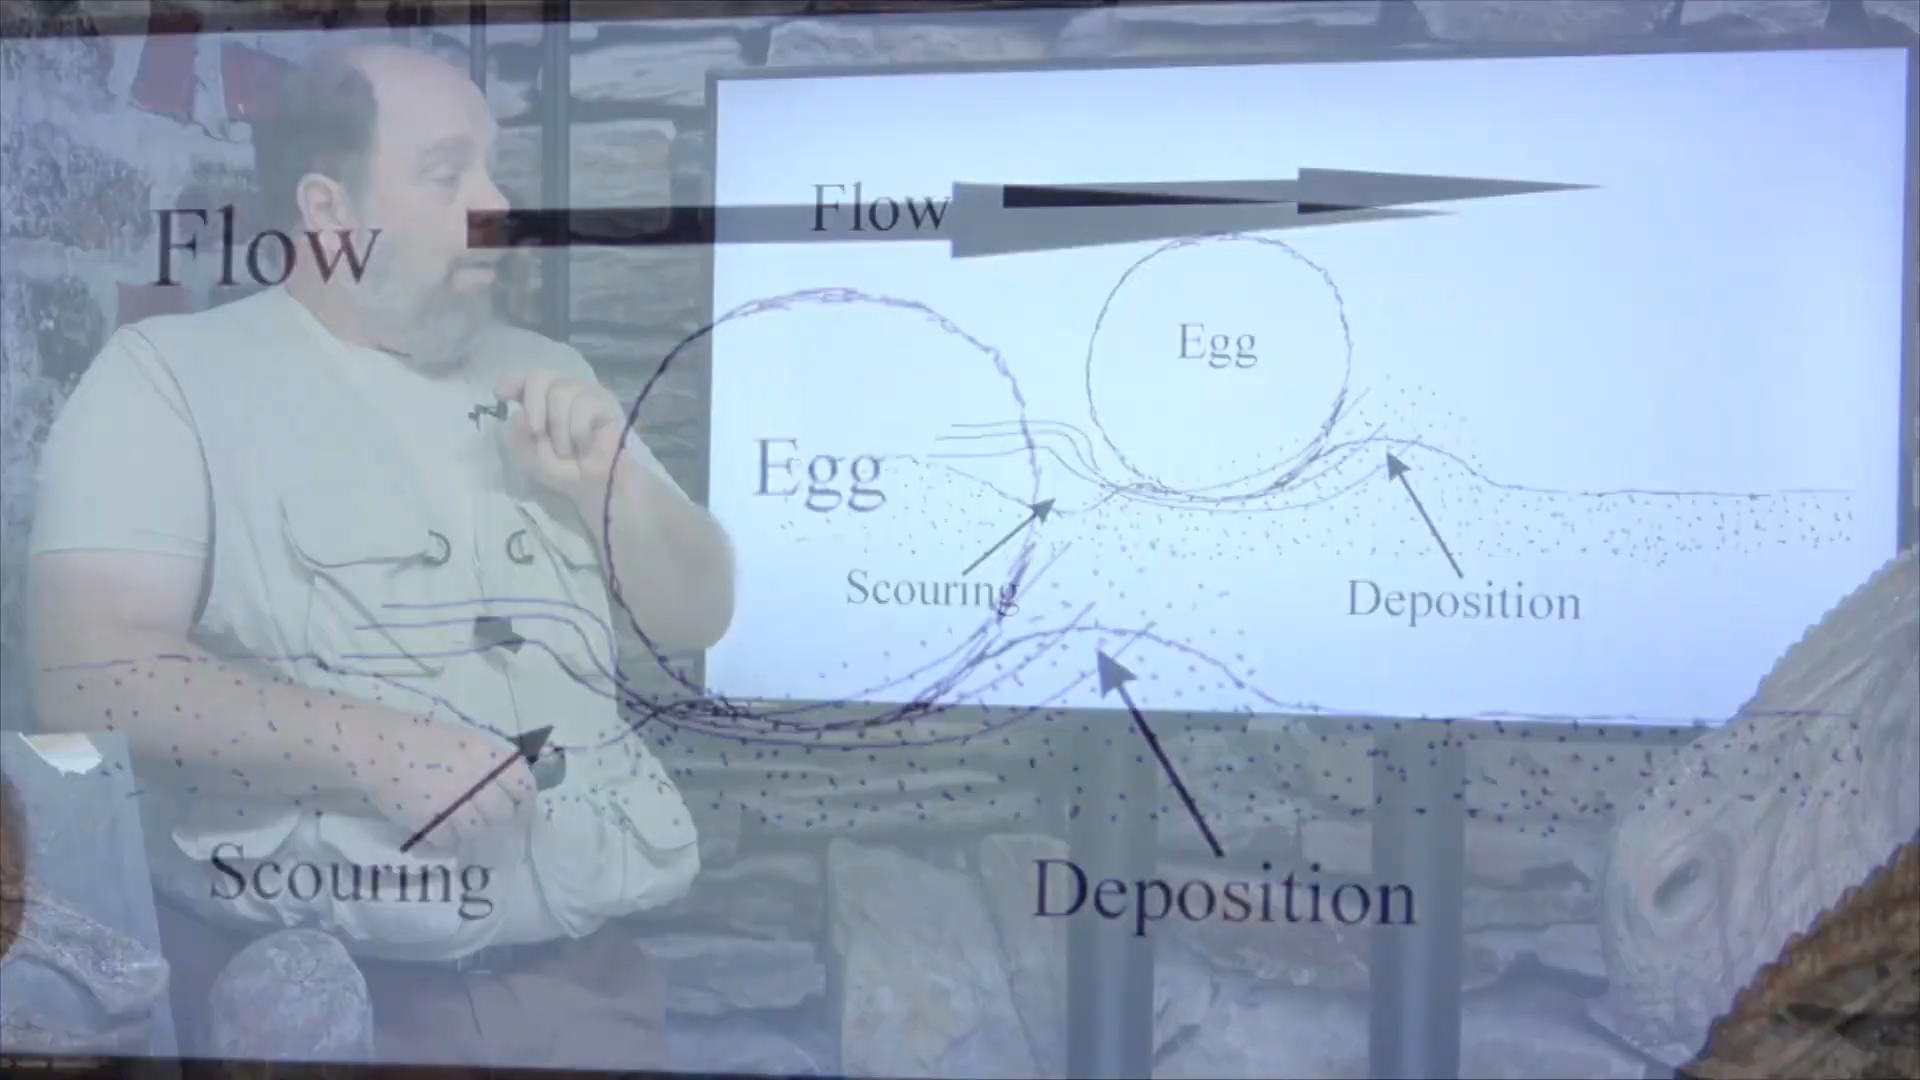 Flow
Flow
Egg
Egg
Scouring
Deposition
Scouring
Deposition